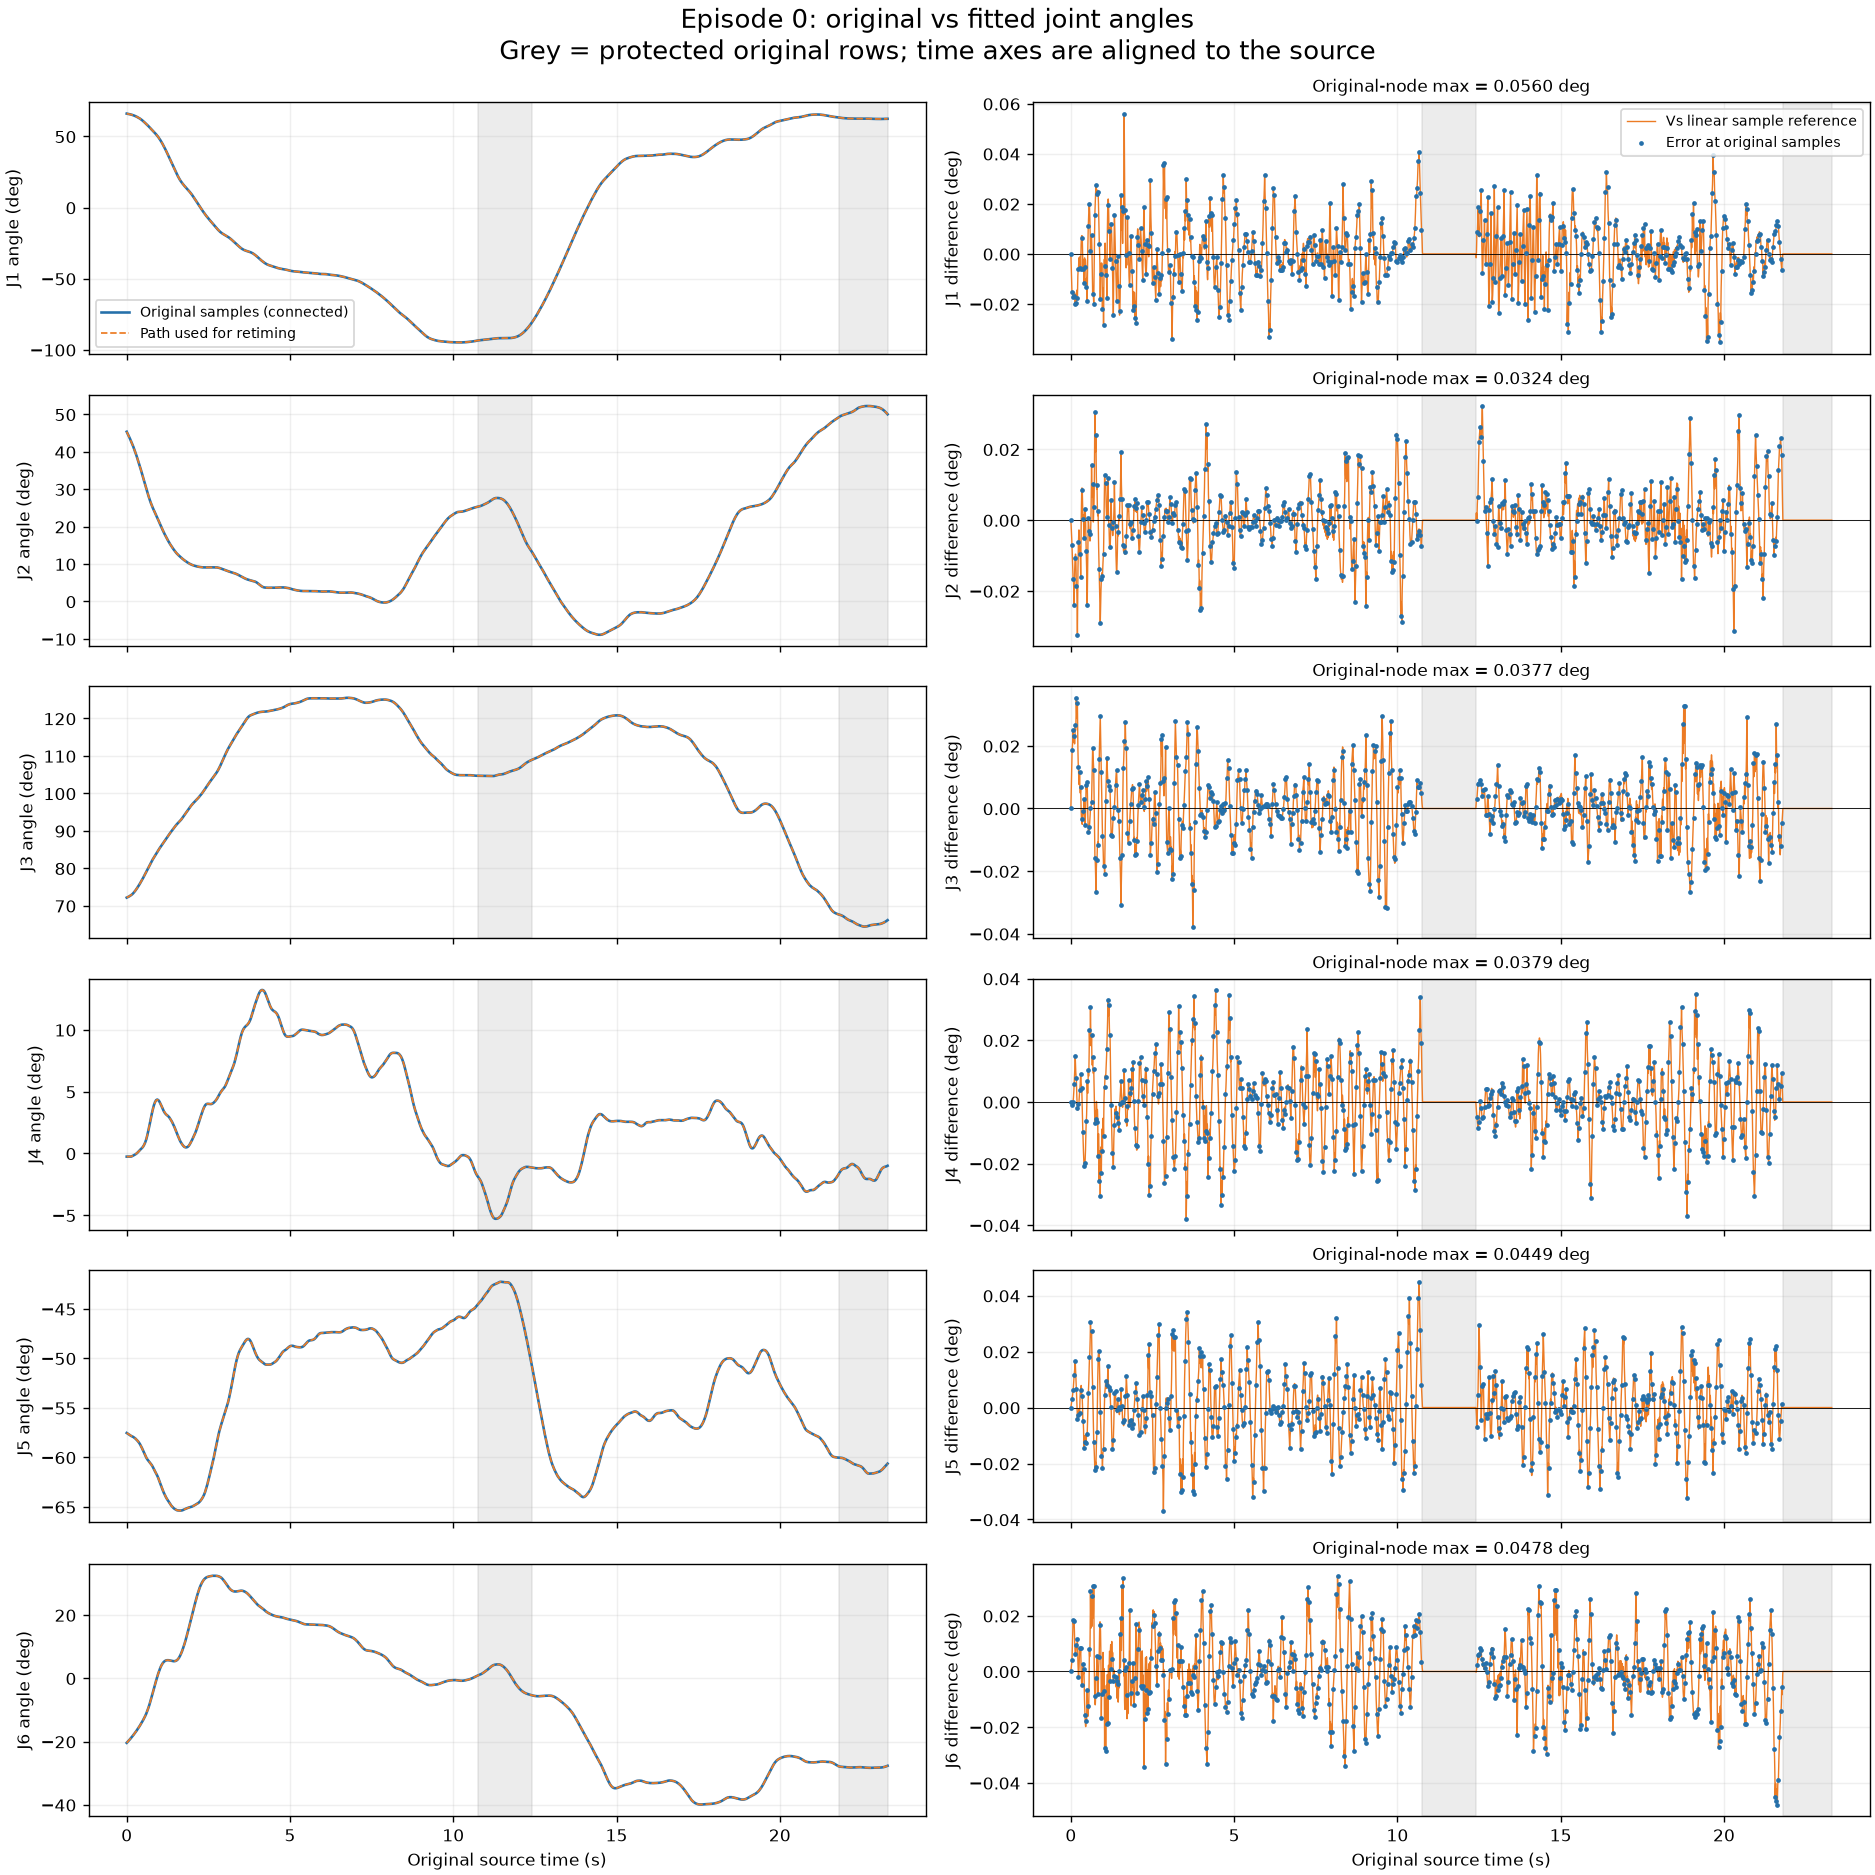 Episode 0: original vs fitted joint angles
Grey = protected original rows; time axes are aligned to the source
J1 angle (deg)
50
0
−50
−100
Original samples (connected)
Path used for retiming
Original-node max = 0.0560 deg
J1 difference (deg)
0.06
0.04
0.02
0.00
−0.02
Vs linear sample reference
Error at original samples
J2 angle (deg)
50
40
30
20
10
0
−10
Original-node max = 0.0324 deg
J2 difference (deg)
0.02
0.00
−0.02
J3 angle (deg)
120
110
100
90
80
70
Original-node max = 0.0377 deg
J3 difference (deg)
0.02
0.00
−0.02
−0.04
J4 angle (deg)
10
5
0
−5
Original-node max = 0.0379 deg
J4 difference (deg)
0.04
0.02
0.00
−0.02
−0.04
J5 angle (deg)
−45
−50
−55
−60
−65
Original-node max = 0.0449 deg
J5 difference (deg)
0.04
0.02
0.00
−0.02
−0.04
J6 angle (deg)
20
0
−20
−40
0 5 10 15 20
Original source time (s)
Original-node max = 0.0478 deg
J6 difference (deg)
0.02
0.00
−0.02
−0.04
0 5 10 15 20
Original source time (s)